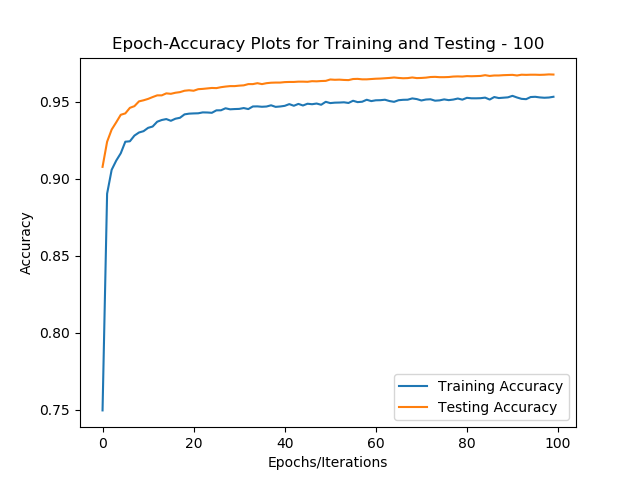 Epoch-Accuracy Plots for Training and Testing - 100
Accuracy
0.95
0.90
0.85
0.80
0.75
Training Accuracy
Testing Accuracy
0 20 40 60 80 100
Epochs/Iterations